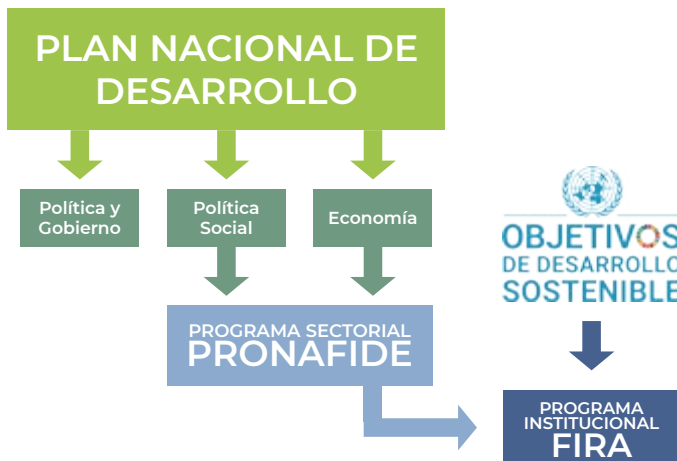 PLAN NACIONAL DE
DESARROLLO
Política y
Gobierno
Política
Social
Economía
OBJETIVOS
DE DESARROLLO
SOSTENIBLE
PROGRAMA SECTORIAL
PRONAFIDE
PROGRAMA
INSTITUCIONAL
FIRA